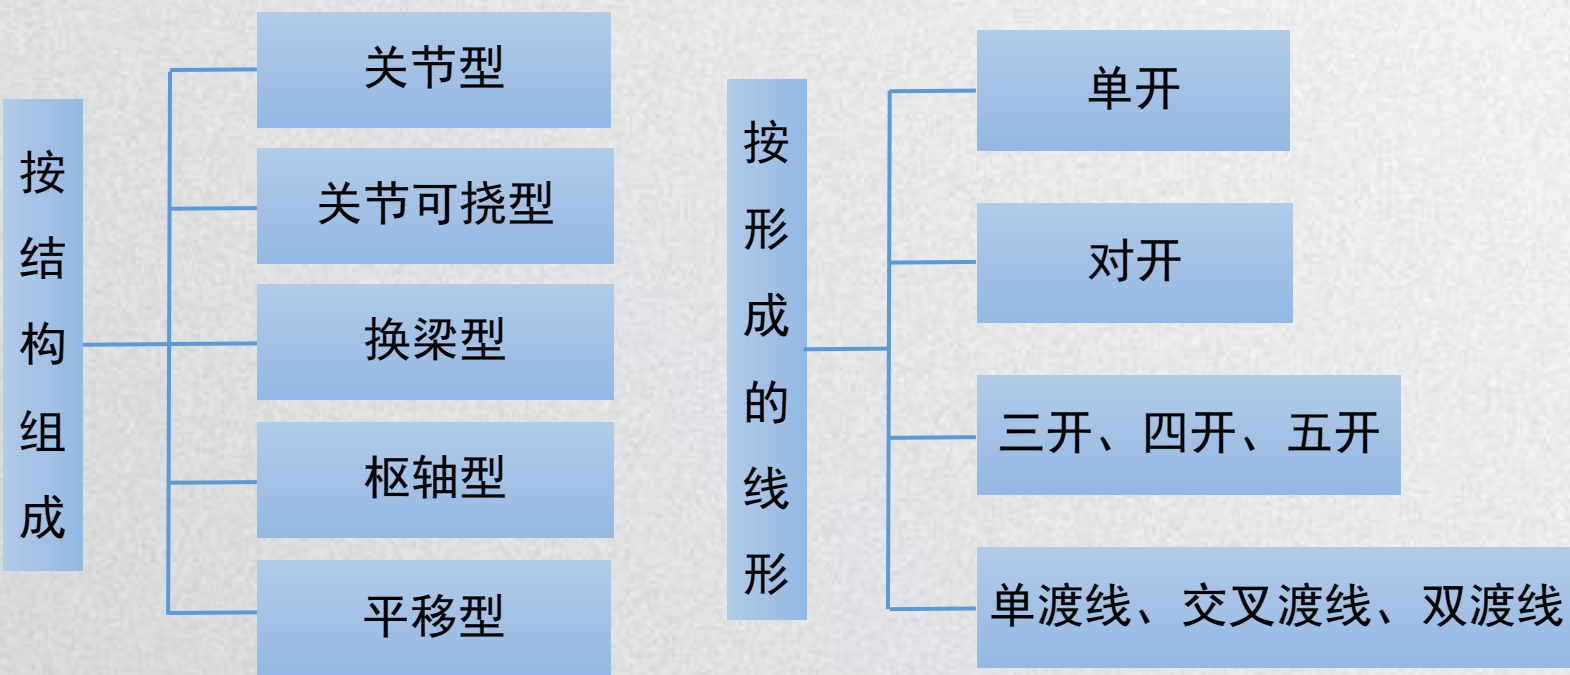 按结构组成
关节型
关节可挠型
换梁型
枢轴型
平移型
按形成的线形
单开
对开
三开、四开、五开
单渡线、交叉渡线、双渡线